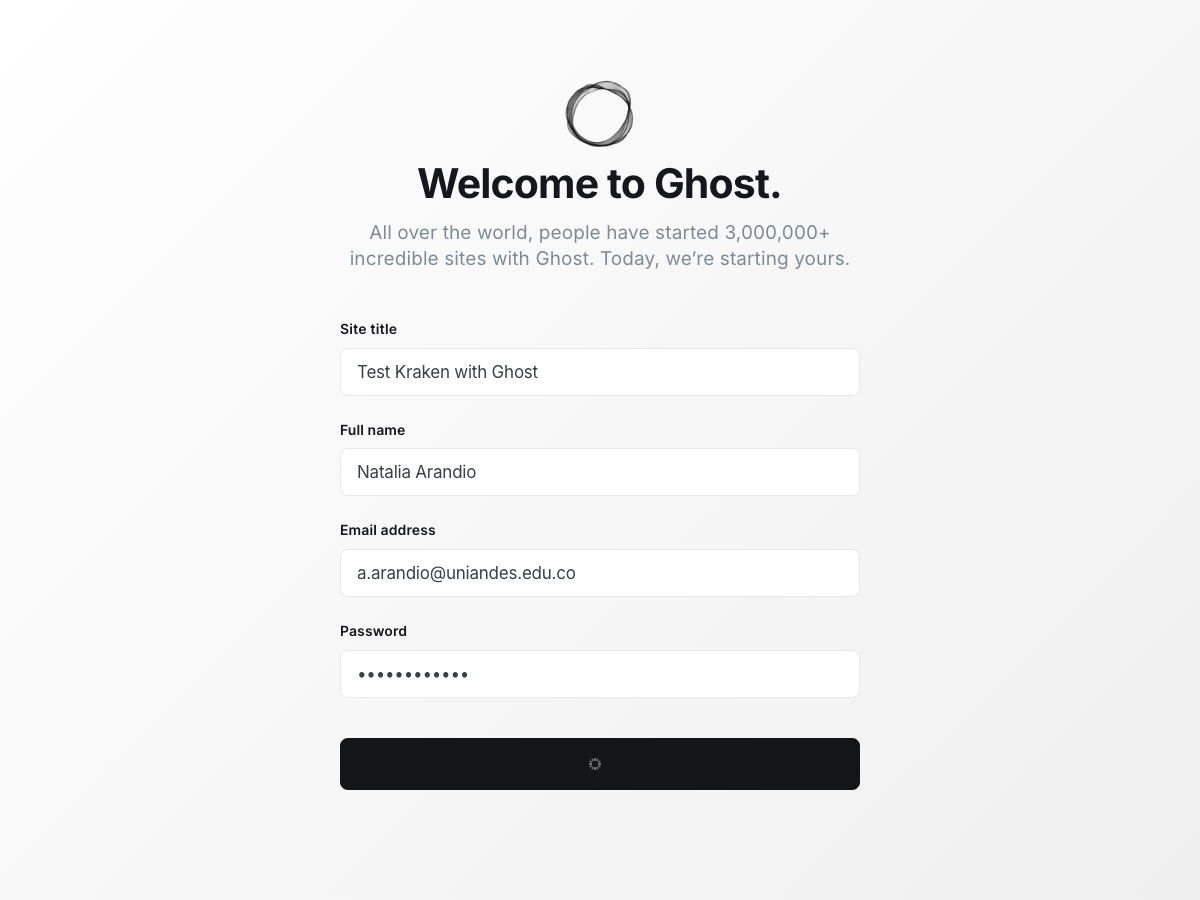 Welcome to Ghost.
All over the world, people have started 3,000,000+
incredible sites with Ghost. Today, we’re starting yours.
Site title
Test Kraken with Ghost
Full name
Natalia Arandio
Email address
a.arandio@uniandes.edu.co
Password
••••••••••••